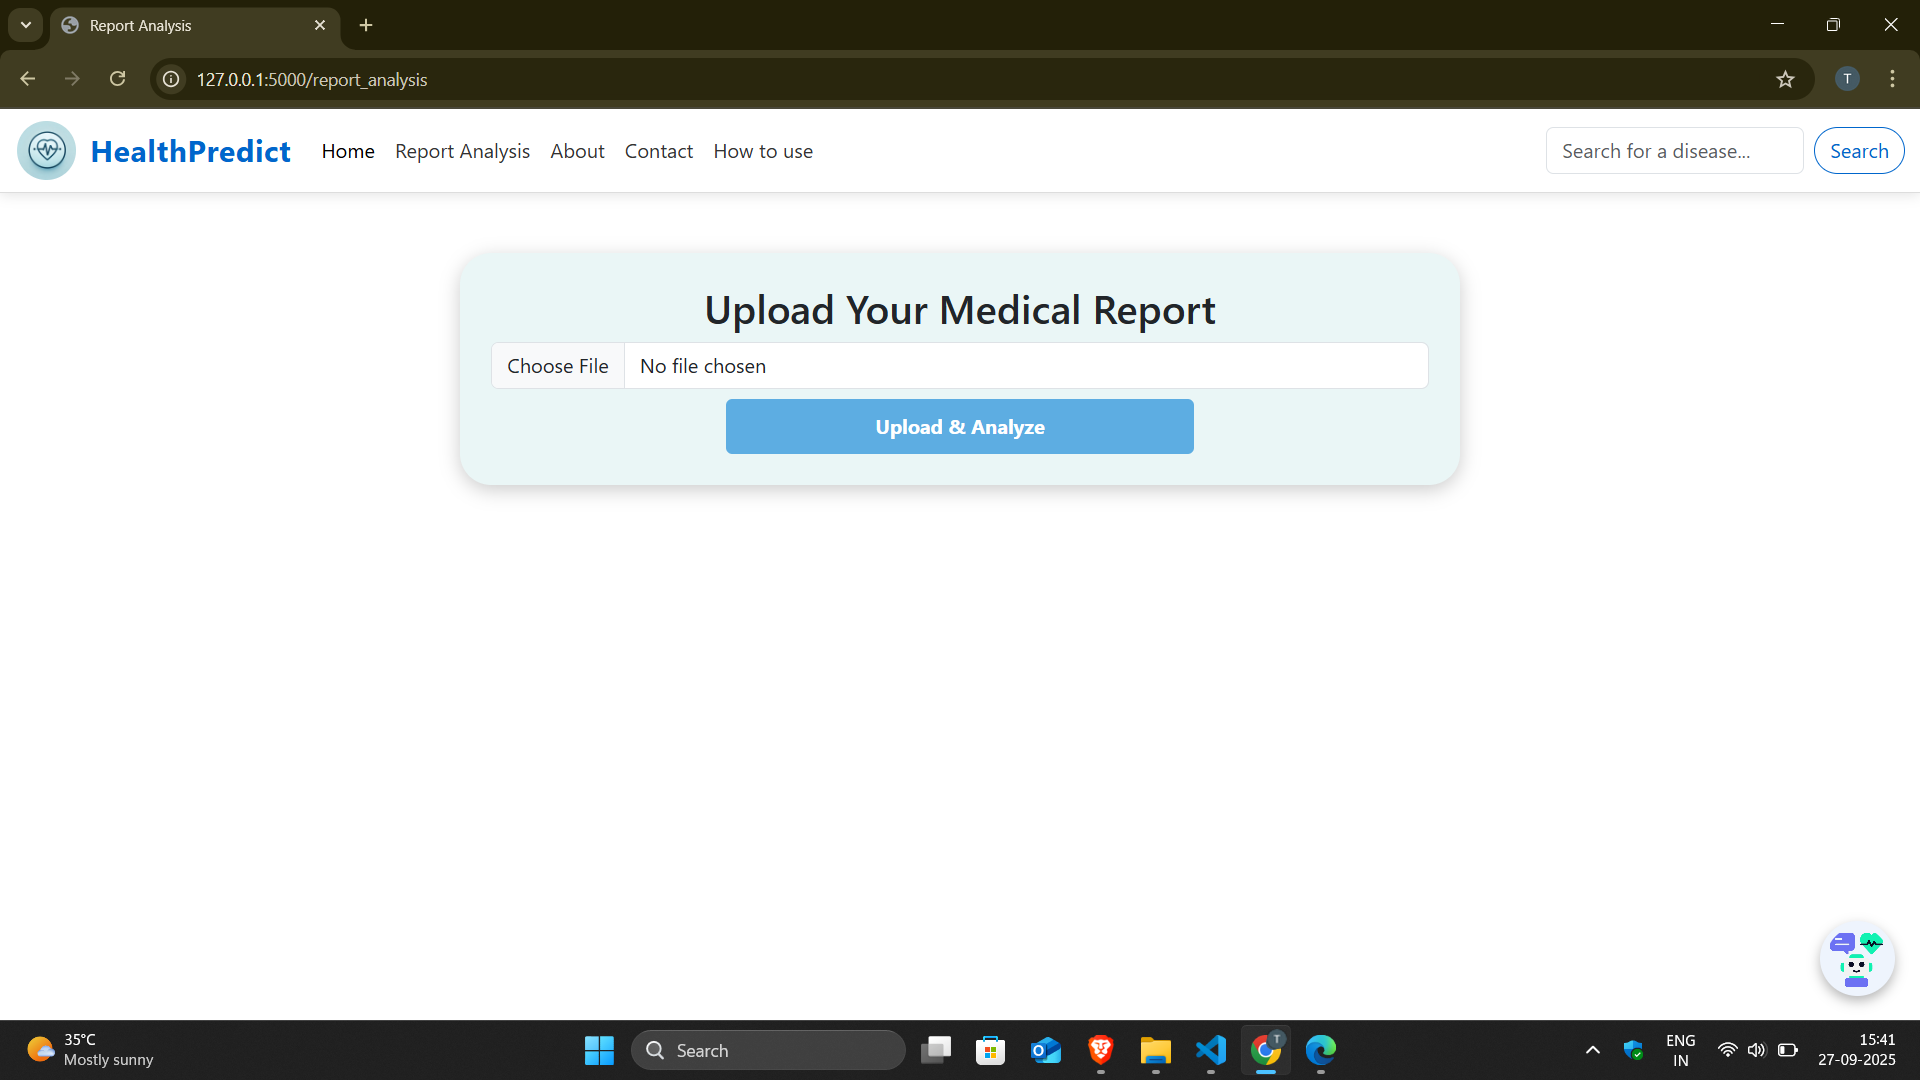 Report Analysis
127.0.0.1:5000/report_analysis
T
HealthPredict Home Report Analysis About Contact How to use Search for a disease... Search
Upload Your Medical Report
Choose File No file chosen
Upload & Analyze
35°C
Mostly sunny
Search
T
ENG
IN
15:41
27-09-2025